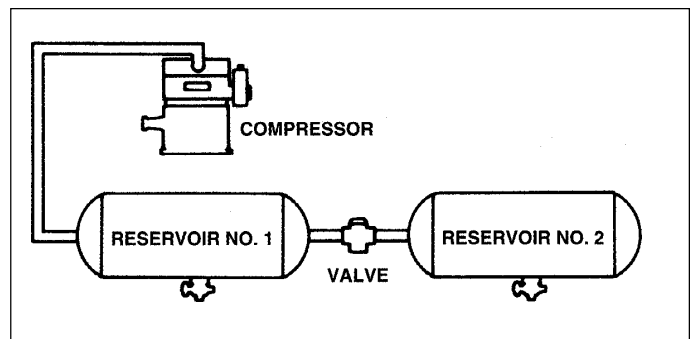 COMPRESSOR
RESERVOIR NO. 1
RESERVOIR NO. 2
VALVE